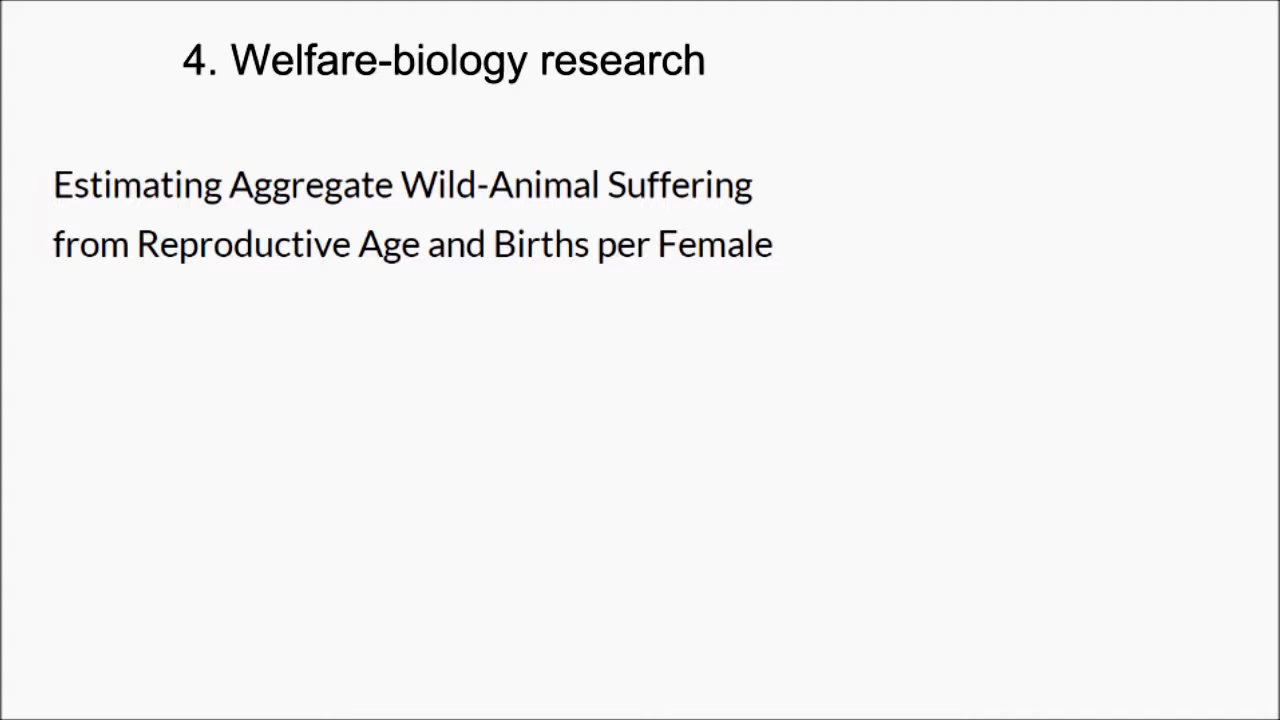 4. Welfare-biology research
Estimating Aggregate Wild-Animal Suffering
from Reproductive Age and Births per Female